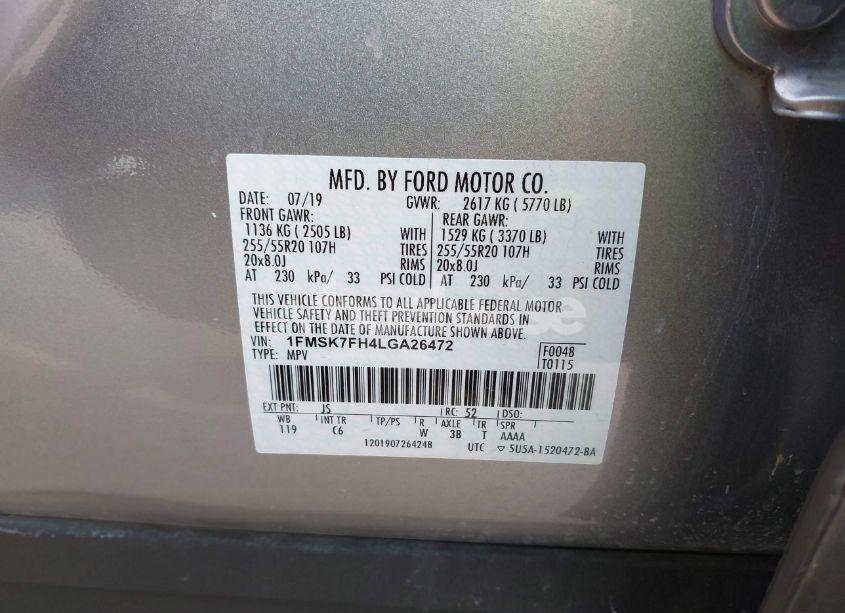 MFD. BY FORD MOTOR CO.
DATE: 07/19 GVWR: 2617 KG ( 5770 LB)
FRONT GAWR: REAR GAWR:
1136 KG ( 2505 LB) WITH 1529 KG ( 3370 LB) WITH
255/55R20 107H TIRES 255/55R20 107H TIRES
20x8.0J RIMS 20x8.0J RIMS
AT 230 kPa/ 33 PSI COLD AT 230 kPa/ 33 PSI COLD
THIS VEHICLE CONFORMS TO ALL APPLICABLE FEDERAL MOTOR
VEHICLE SAFETY AND THEFT PREVENTION STANDARDS IN
EFFECT ON THE DATE OF MANUFACTURE SHOWN ABOVE.
VIN: 1FMSK7FH4LGA26472 F0048
TYPE: MPV T0115
EXT PNT: JS RC: 52 DSO:
WB INT TR TP/PS R AXLE TR SPR
119 C6 W 3B T AAAA
120190726424B UTC ▽ 5U5A-1520472-BA